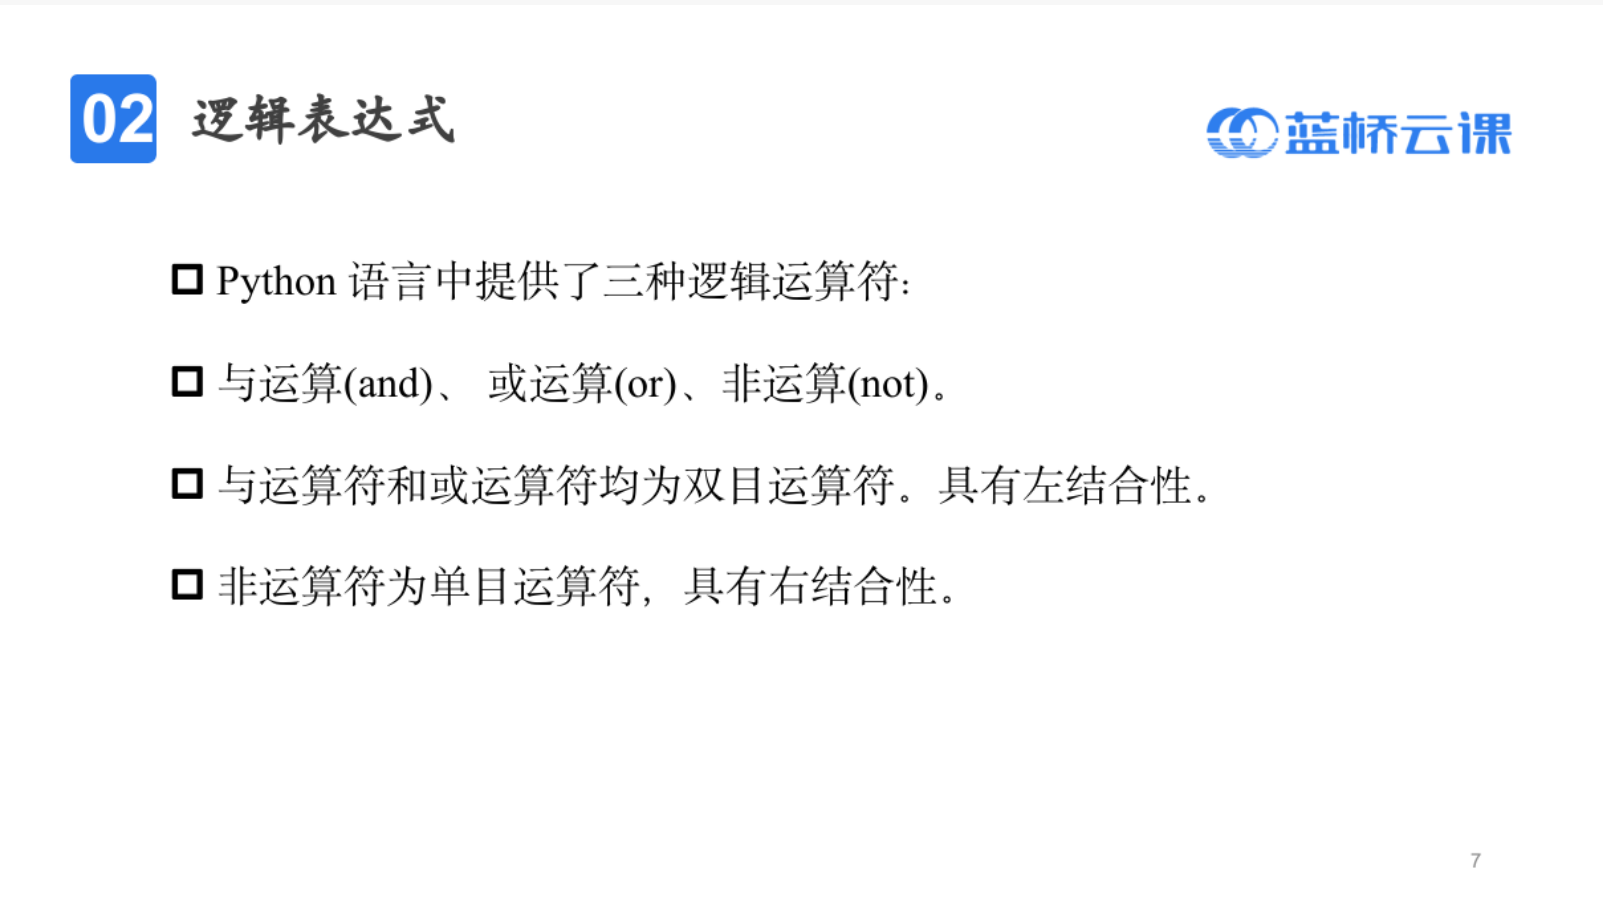 02 逻辑表达式
蓝桥云课
Python 语言中提供了三种逻辑运算符：
与运算(and)、 或运算(or)、非运算(not)。
与运算符和或运算符均为双目运算符。具有左结合性。
非运算符为单目运算符，具有右结合性。
7